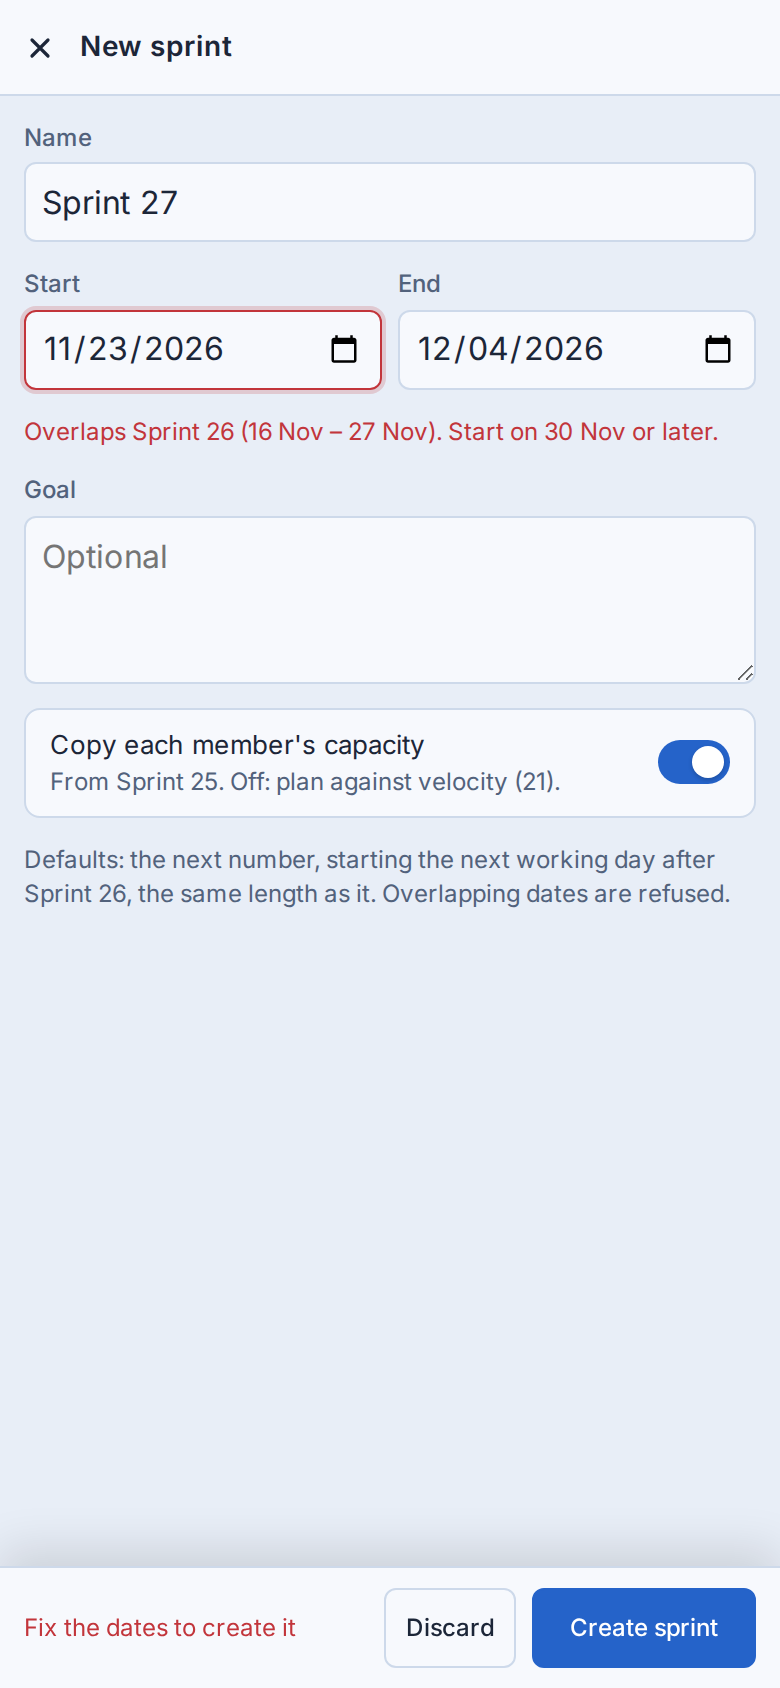 New sprint
Name
Sprint 27
Start
End
11/23/2026
12/04/2026
Overlaps Sprint 26 (16 Nov – 27 Nov). Start on 30 Nov or later.
Goal
Optional
Copy each member's capacity
From Sprint 25. Off: plan against velocity (21).
Defaults: the next number, starting the next working day after
Sprint 26, the same length as it. Overlapping dates are refused.
Fix the dates to create it
Discard
Create sprint